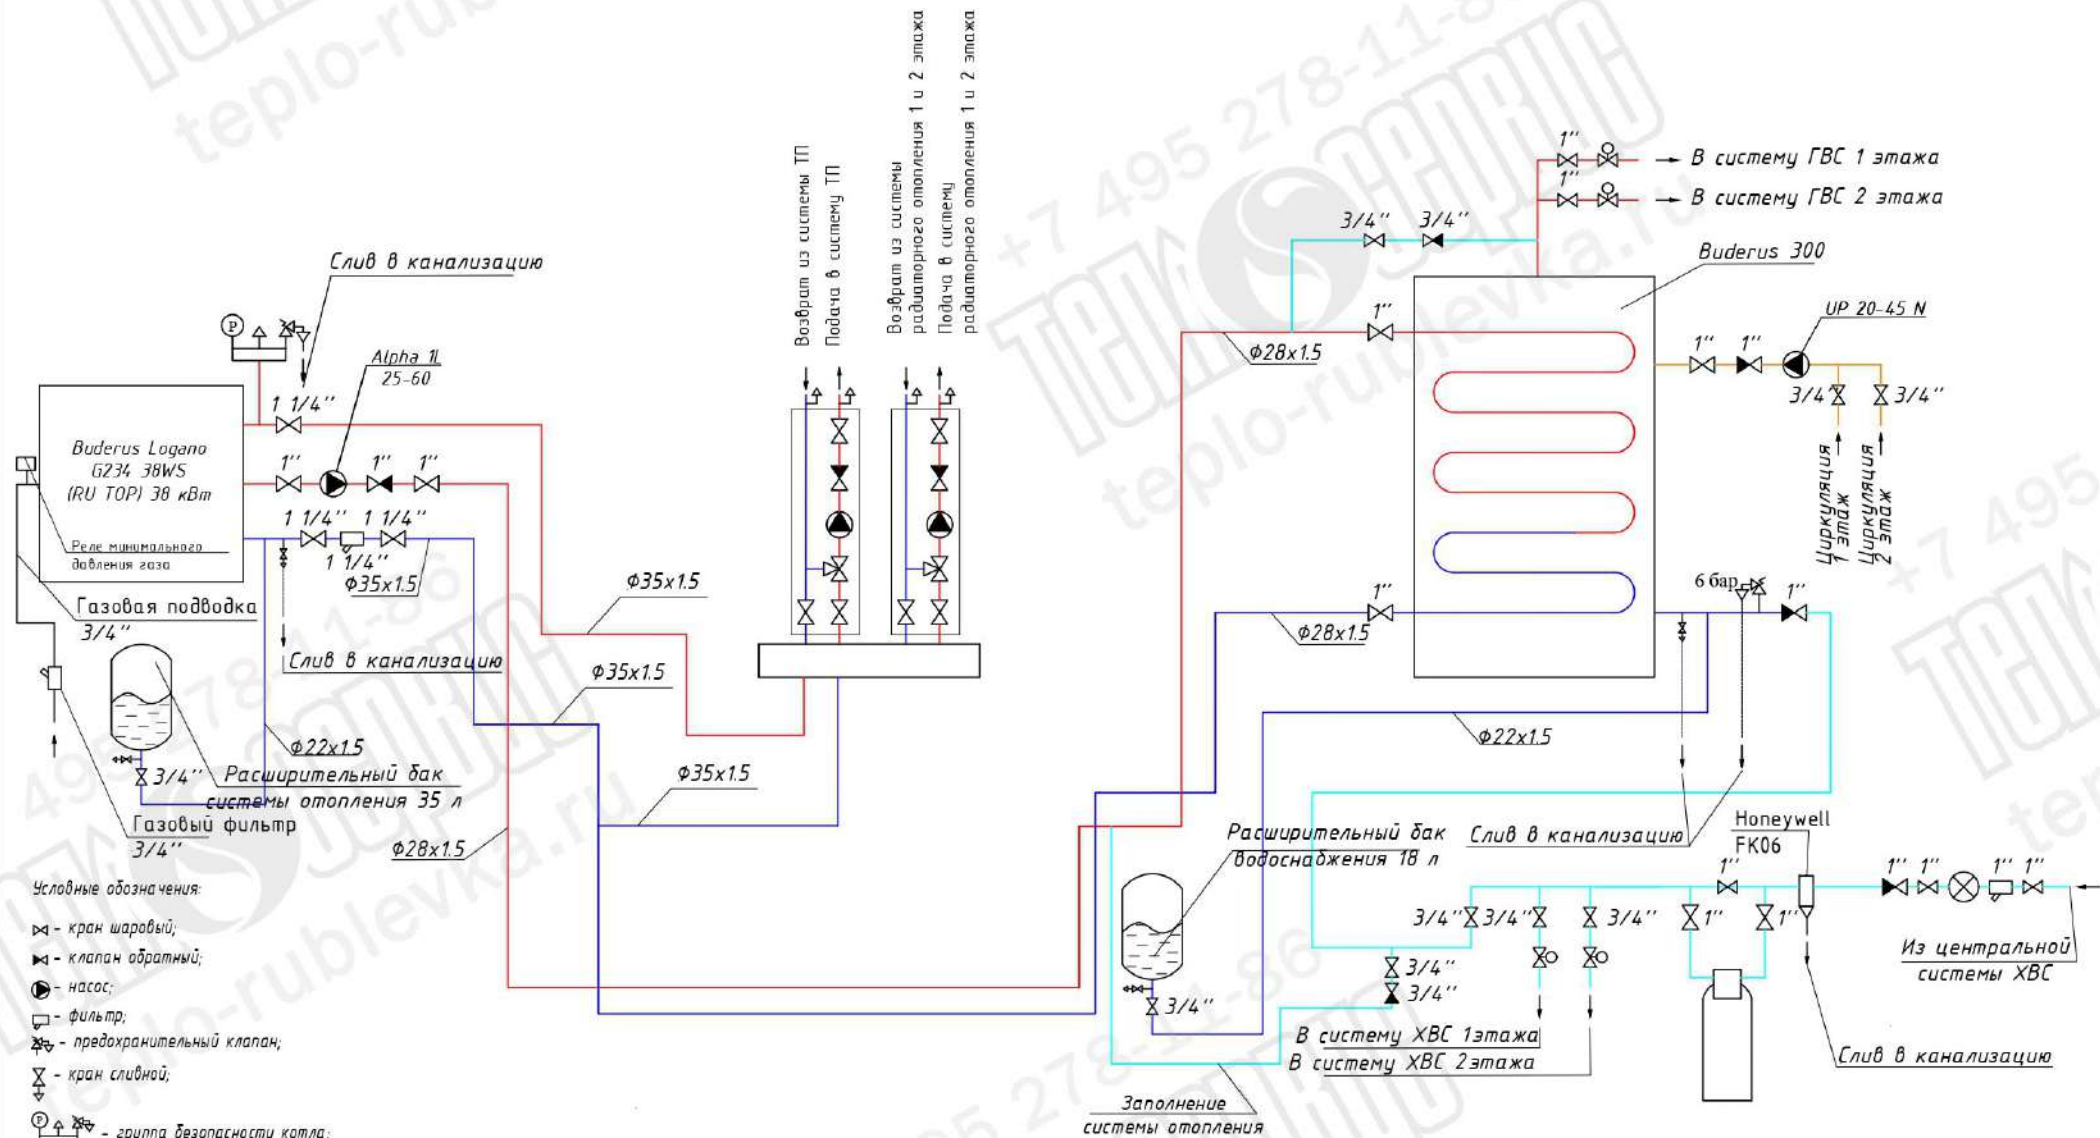 Возврат из системы ТП
Подача в систему ТП
Возврат из системы
радиаторного отопления 1 и 2 этажа
Подача в систему
радиаторного отопления 1 и 2 этажа
Слив в канализацию
P
Alpha 1L
25-60
1 1/4"
Buderus Logano
G234 38WS
(RU TOP) 38 кВт
1"
1"
1"
1 1/4"
1 1/4"
1 1/4"
Ф35х1.5
Реле минимального
давления газа
Газовая подводка
3/4"
Слив в канализацию
Ф35х1.5
Ф35х1.5
Ф22х1.5
3/4"
Расширительный бак
системы отопления 35 л
Ф35х1.5
Газовый фильтр
3/4"
Ф28х1.5
1"
В систему ГВС 1 этажа
1"
В систему ГВС 2 этажа
3/4"
3/4"
Buderus 300
1"
Ф28х1.5
UP 20-45 N
1"
1"
3/4"
3/4"
Циркуляция
1 этаж
Циркуляция
2 этаж
1"
Ф28х1.5
6 бар
1"
Ф22х1.5
Расширительный бак
водоснабжения 18 л
Слив в канализацию
Honeywell
FK06
1"
1"
1"
1"
1"
3/4"
3/4"
3/4"
1"
1"
3/4"
3/4"
3/4"
Из центральной
системы ХВС
В систему ХВС 1этажа
В систему ХВС 2этажа
Слив в канализацию
Заполнение
системы отопления
Условные обозначения:
- кран шаровый;
- клапан обратный;
- насос;
- фильтр;
- предохранительный клапан;
- кран сливной;
P
- группа безопасности котла;
ТЕПЛОСЕРВИС
teplo-rublevka.ru
+7 495 278-11-86